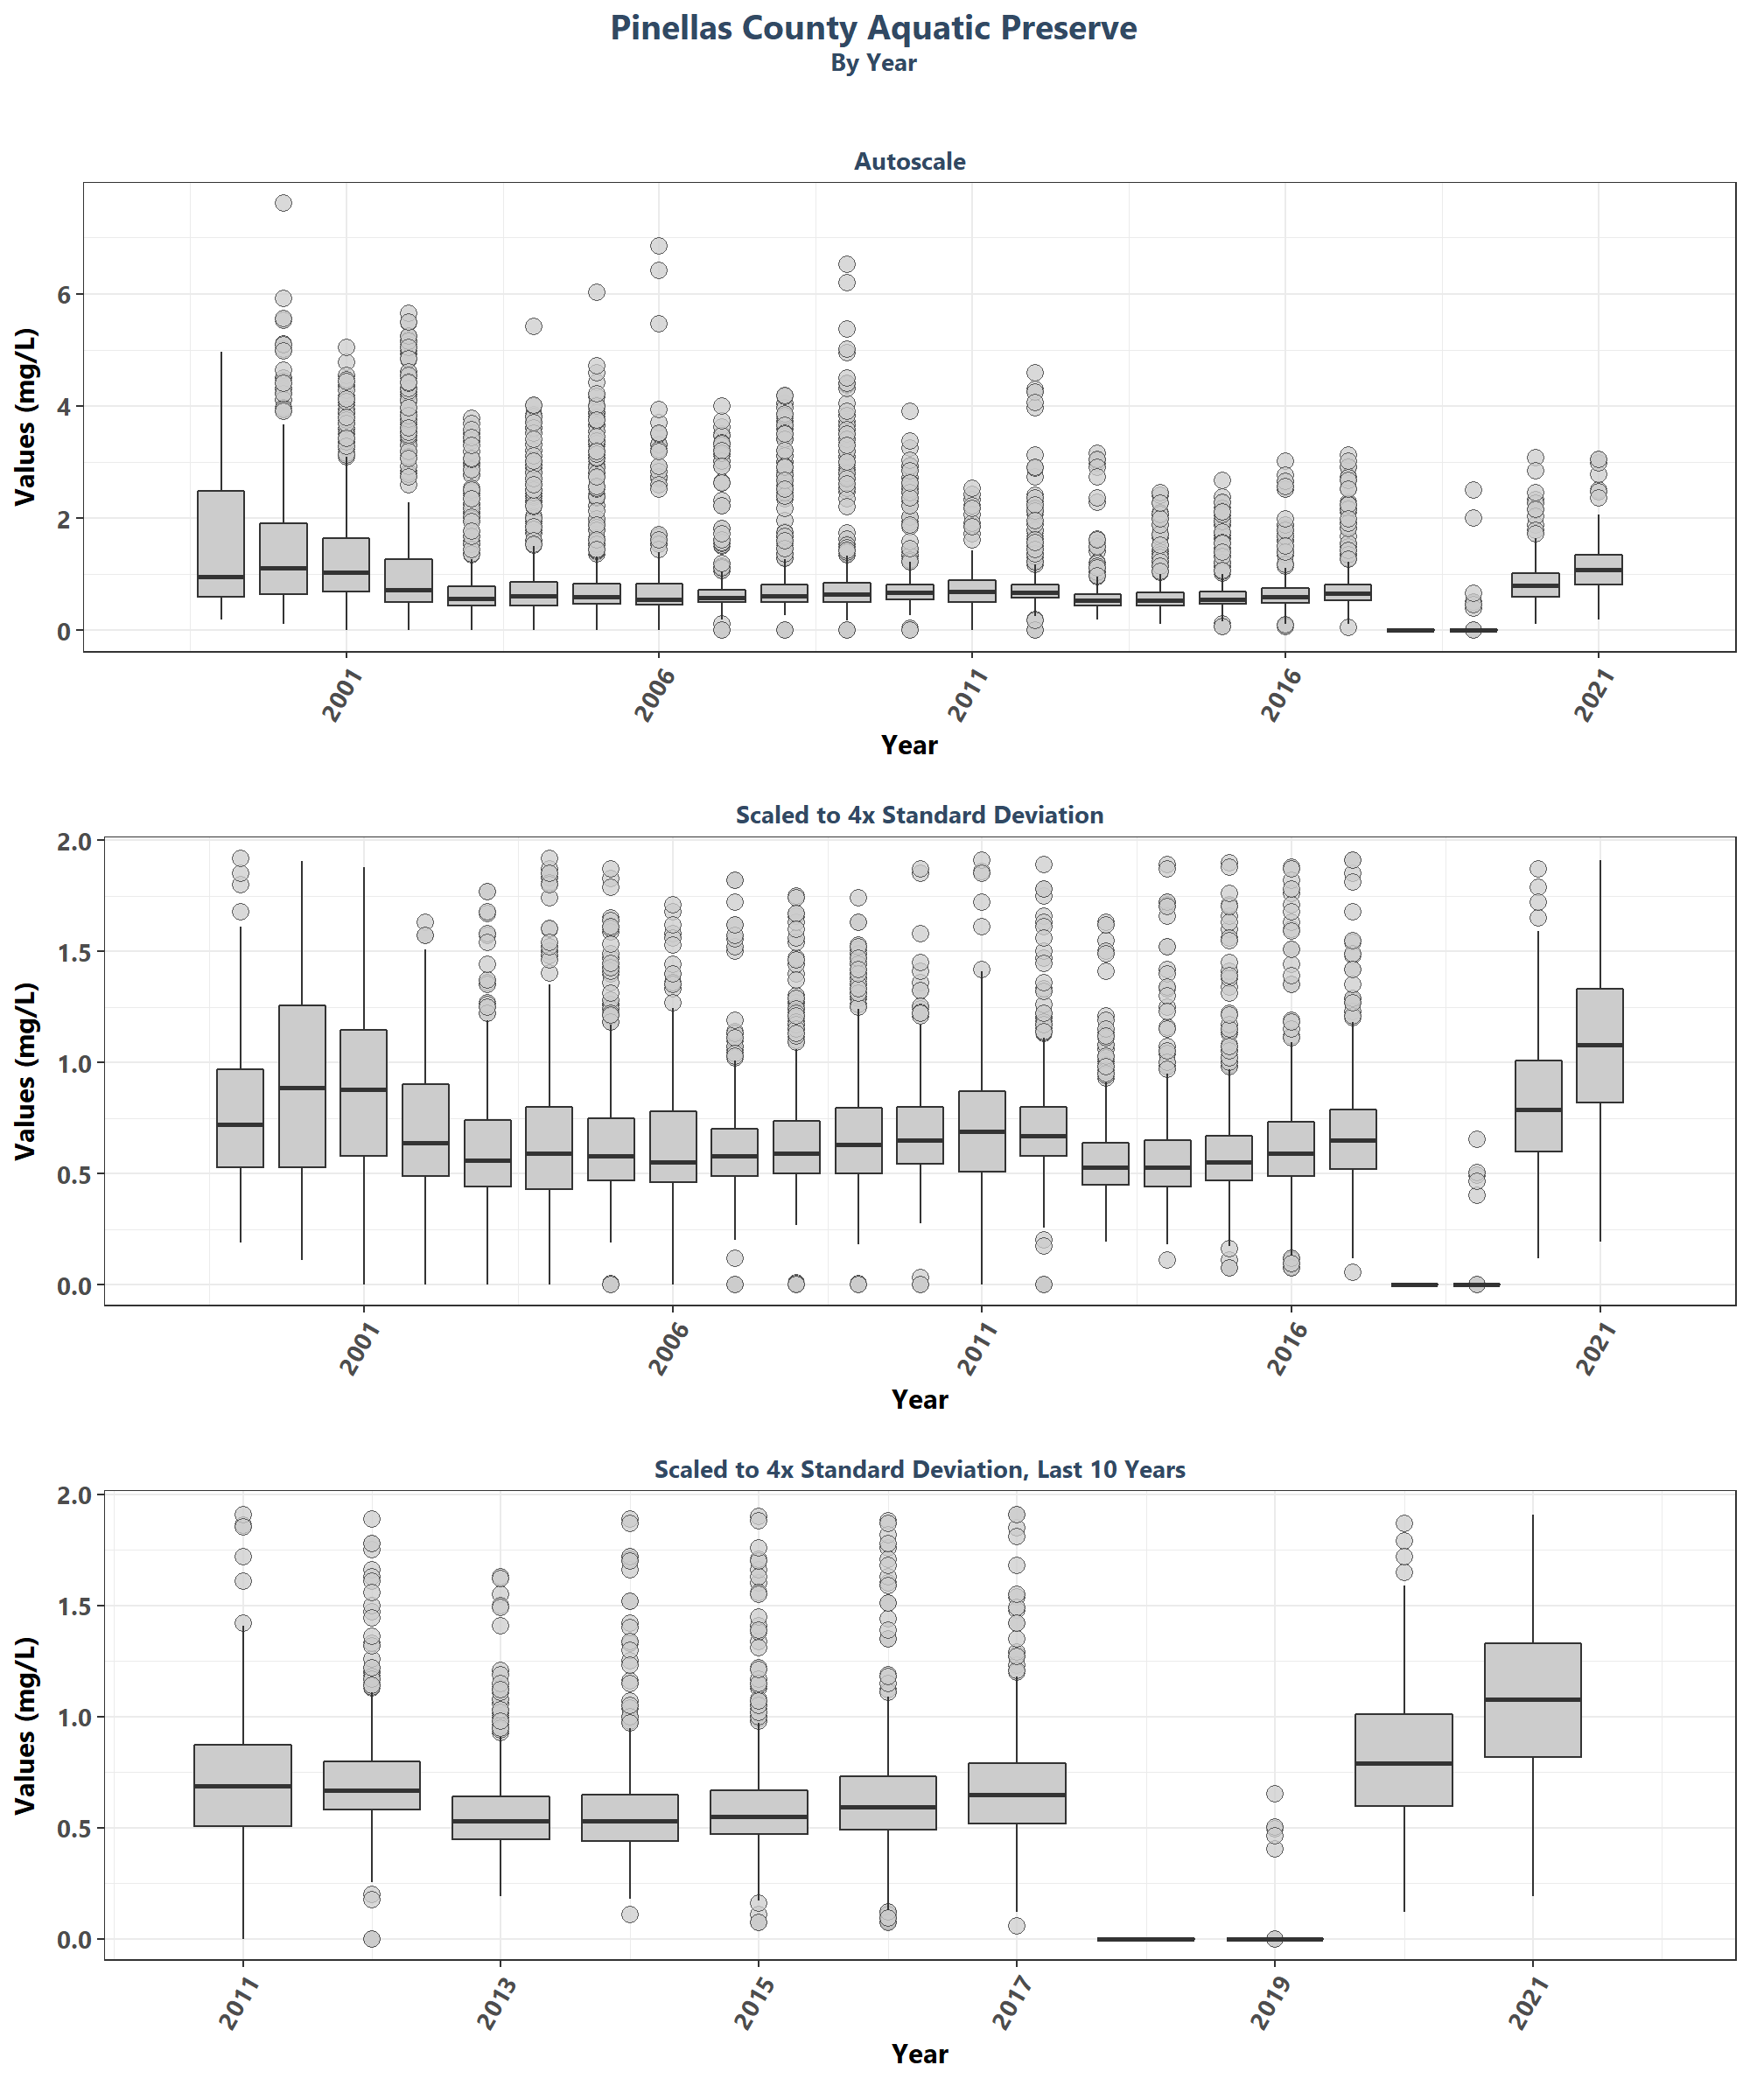 Pinellas County Aquatic Preserve
By Year
Autoscale
Values (mg/L)
6
4
2
0
2001
2006
2011
2016
2021
Year
Scaled to 4x Standard Deviation
Values (mg/L)
2.0
1.5
1.0
0.5
0.0
2001
2006
2011
2016
2021
Year
Scaled to 4x Standard Deviation, Last 10 Years
Values (mg/L)
2.0
1.5
1.0
0.5
0.0
2011
2013
2015
2017
2019
2021
Year